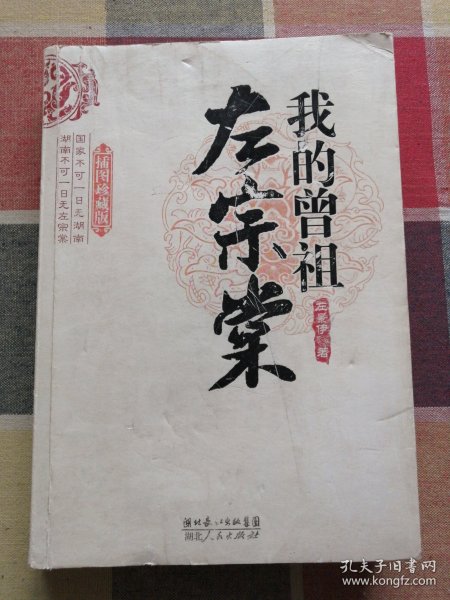 我的曾祖
左宗棠
左景伊 著
国家不可一日无湖南
湖南不可一日无左宗棠
插图珍藏版
湖北长江出版集团
湖北人民出版社
孔夫子旧书网
www.kongfz.com